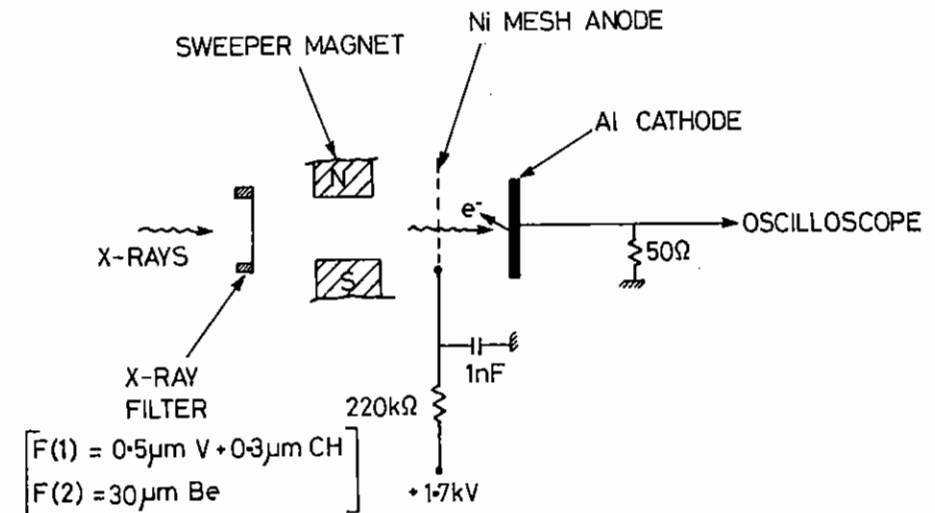 Ni MESH ANODE
SWEEPER MAGNET
Al CATHODE
N
e-
OSCILLOSCOPE
X-RAYS
50Ω
S
1nF
X-RAY
FILTER
220kΩ
F(1) = 0·5µm V + 0·3µm CH
F(2) = 30µm Be
+1·7kV